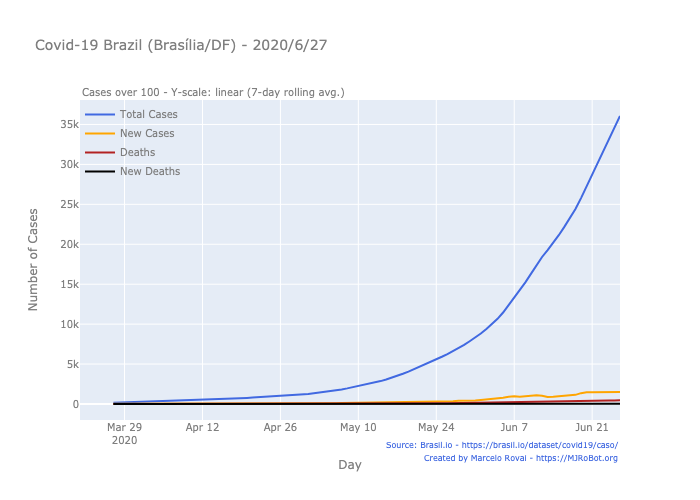 Covid-19 Brazil (Brasília/DF) - 2020/6/27
Cases over 100 - Y-scale: linear (7-day rolling avg.)
Total Cases
New Cases
Deaths
New Deaths
35k
30k
25k
20k
15k
10k
5k
0
Number of Cases
Mar 29
2020
Apr 12
Apr 26
May 10
May 24
Jun 7
Jun 21
Day
Source: Brasil.io - https://brasil.io/dataset/covid19/caso/
Created by Marcelo Rovai - https://MJRoBot.org